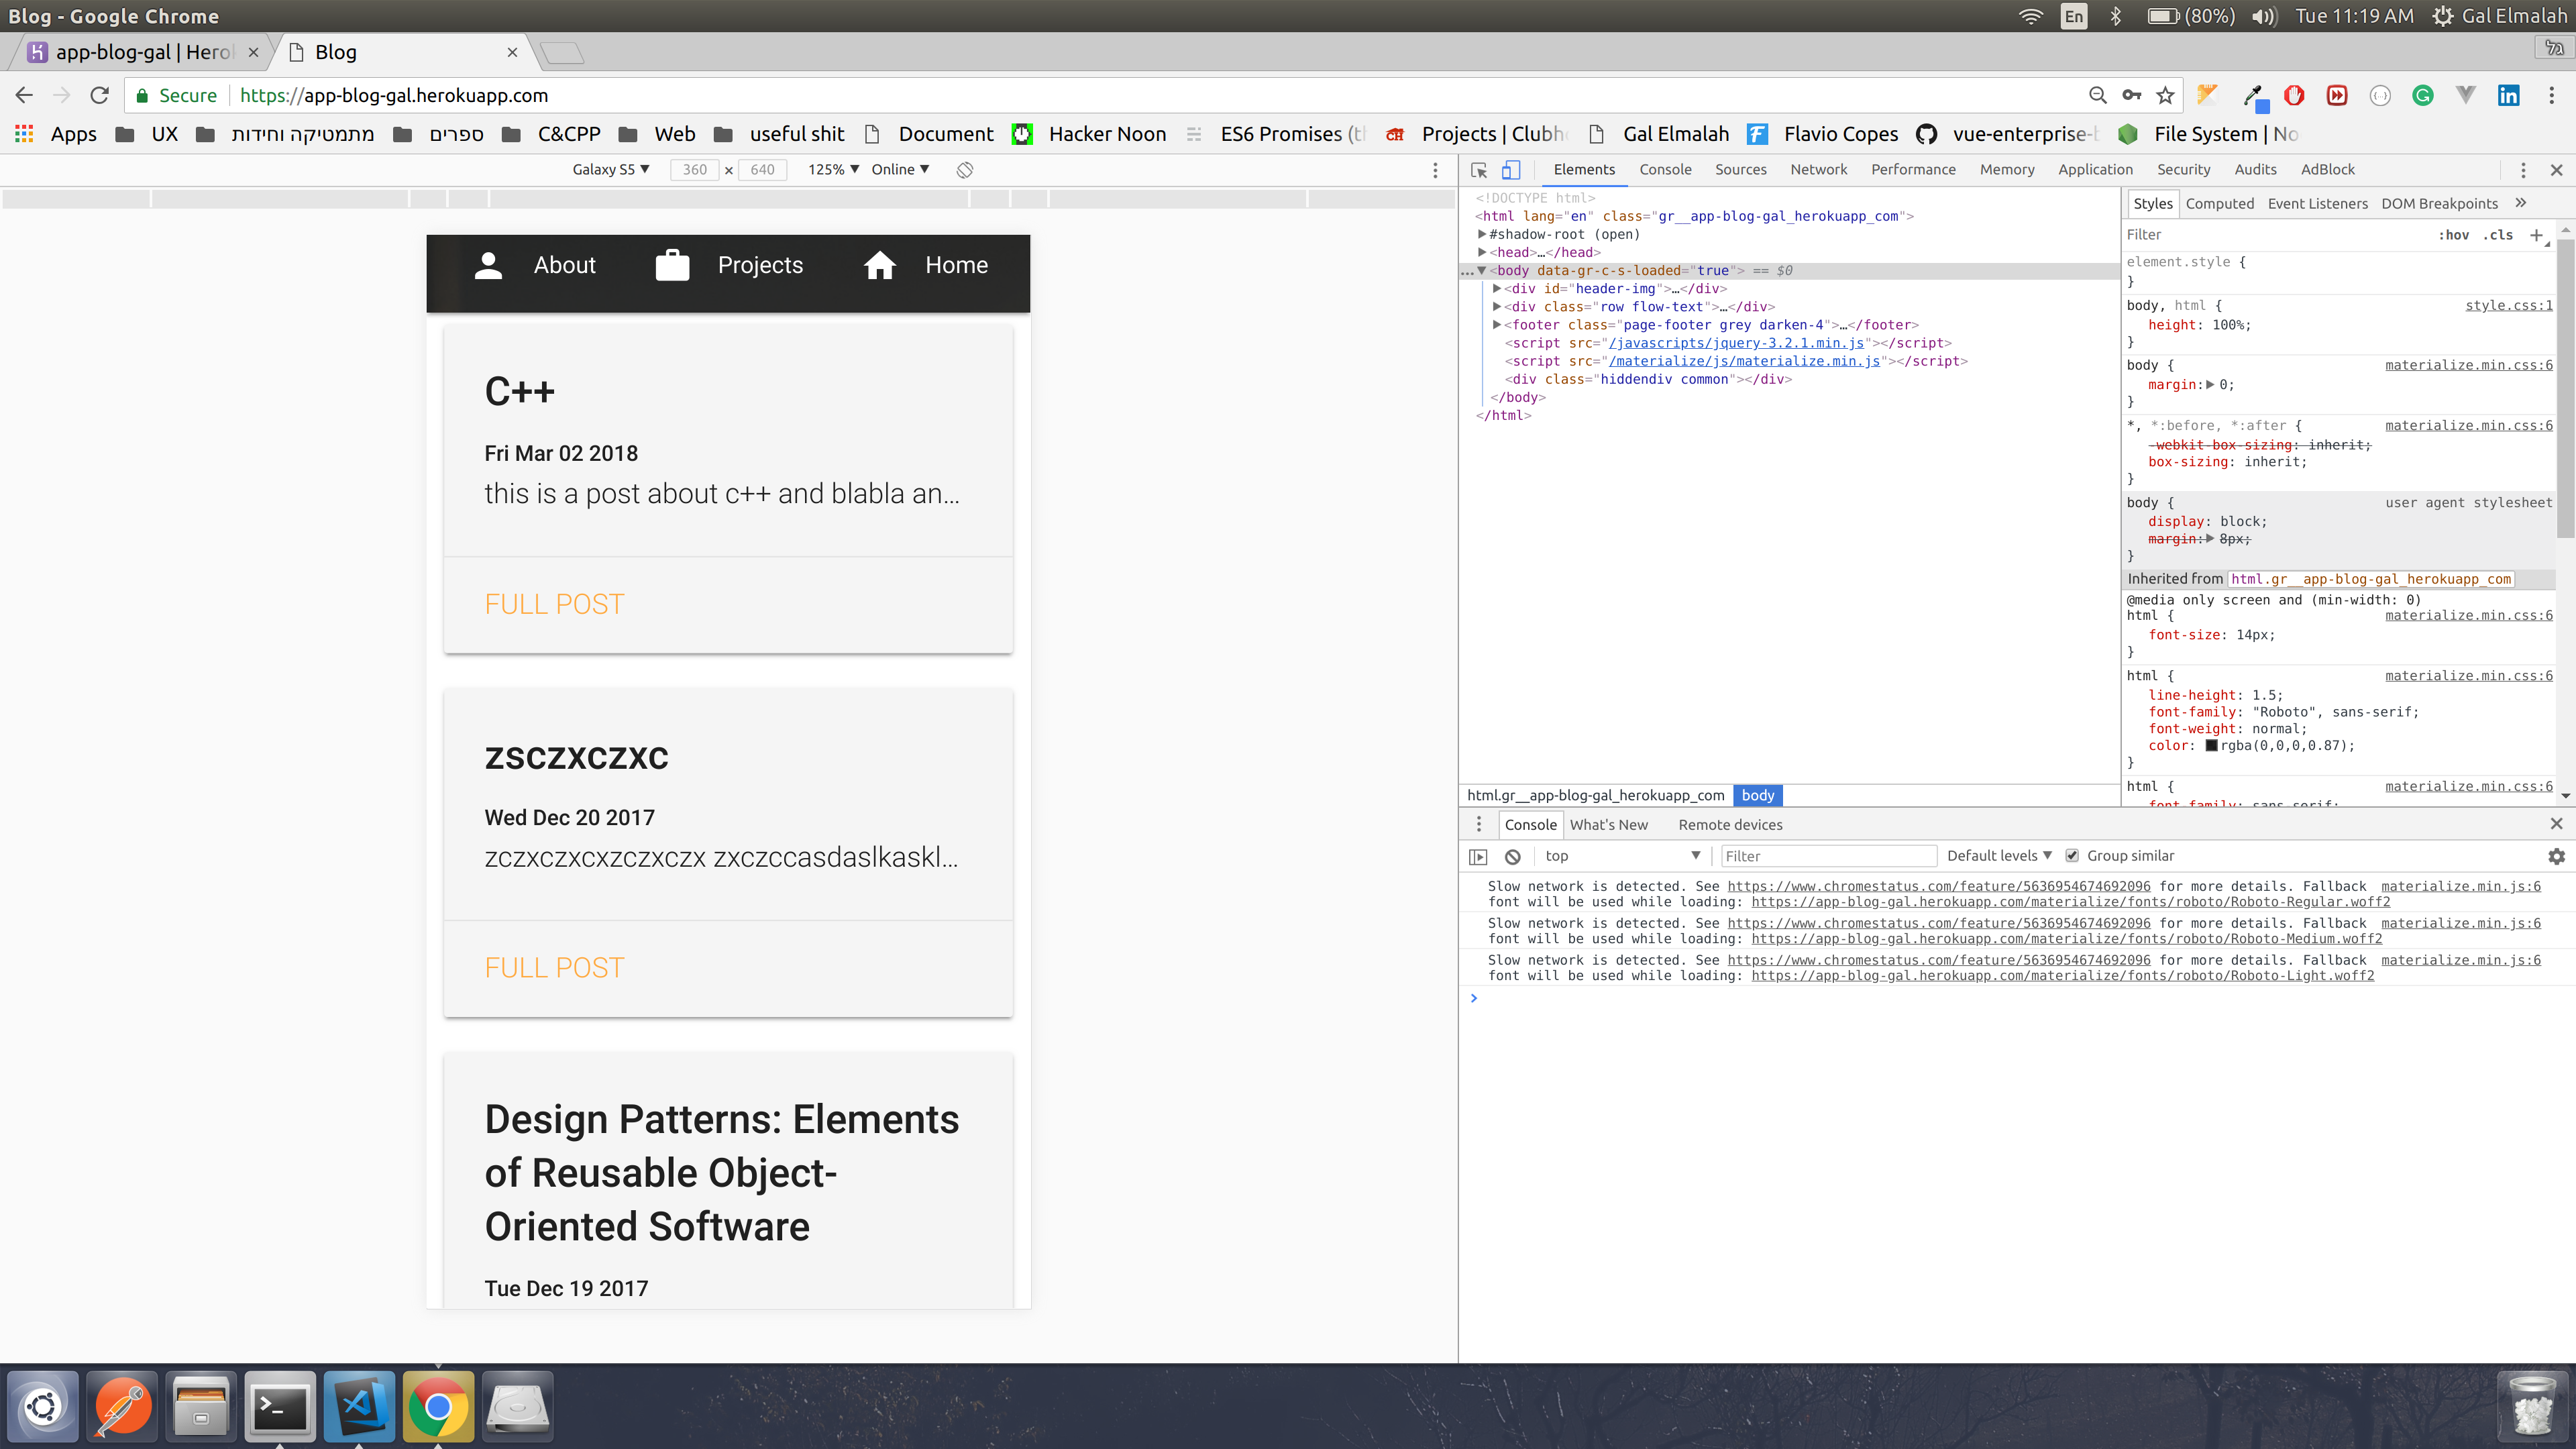 Blog - Google Chrome
En (80%) Tue 11:19 AM Gal Elmalah
app-blog-gal | Hero
Blog
גל
Secure https://app-blog-gal.herokuapp.com
Apps UX מתמטיקה וחידות ספרים C&CPP Web useful shit Document Hacker Noon ES6 Promises (th Projects | Clubh Gal Elmalah Flavio Copes vue-enterprise-b File System | No
Galaxy S5 ▼ 360 × 640 125% ▼ Online ▼
About Projects Home
C++
Fri Mar 02 2018
this is a post about c++ and blabla an...
FULL POST
zsczxczxc
Wed Dec 20 2017
zczxczxcxzczxczx zxczccasdaslkaskl...
FULL POST
Design Patterns: Elements
of Reusable Object-
Oriented Software
Tue Dec 19 2017
Elements Console Sources Network Performance Memory Application Security Audits AdBlock
<!DOCTYPE html>
<html lang="en" class="gr__app-blog-gal_herokuapp_com">
#shadow-root (open)
<head>…</head>
<body data-gr-c-s-loaded="true"> == $0
<div id="header-img">…</div>
<div class="row flow-text">…</div>
<footer class="page-footer grey darken-4">…</footer>
<script src="/javascripts/jquery-3.2.1.min.js"></script>
<script src="/materialize/js/materialize.min.js"></script>
<div class="hiddendiv common"></div>
</body>
</html>
html.gr__app-blog-gal_herokuapp_com body
Styles Computed Event Listeners DOM Breakpoints »
Filter :hov .cls +
element.style {
}
body, html { style.css:1
height: 100%;
}
body { materialize.min.css:6
margin: 0;
}
*, *:before, *:after { materialize.min.css:6
-webkit-box-sizing: inherit;
box-sizing: inherit;
}
body { user agent stylesheet
display: block;
margin: 8px;
}
Inherited from html.gr__app-blog-gal_herokuapp_com
@media only screen and (min-width: 0)
html { materialize.min.css:6
font-size: 14px;
}
html { materialize.min.css:6
line-height: 1.5;
font-family: "Roboto", sans-serif;
font-weight: normal;
color: rgba(0,0,0,0.87);
}
html { materialize.min.css:6
font-family: sans-serif;
Console What's New Remote devices
top ▼ Filter Default levels ▼ Group similar
Slow network is detected. See https://www.chromestatus.com/feature/5636954674692096 for more details. Fallback materialize.min.js:6
font will be used while loading: https://app-blog-gal.herokuapp.com/materialize/fonts/roboto/Roboto-Regular.woff2
Slow network is detected. See https://www.chromestatus.com/feature/5636954674692096 for more details. Fallback materialize.min.js:6
font will be used while loading: https://app-blog-gal.herokuapp.com/materialize/fonts/roboto/Roboto-Medium.woff2
Slow network is detected. See https://www.chromestatus.com/feature/5636954674692096 for more details. Fallback materialize.min.js:6
font will be used while loading: https://app-blog-gal.herokuapp.com/materialize/fonts/roboto/Roboto-Light.woff2